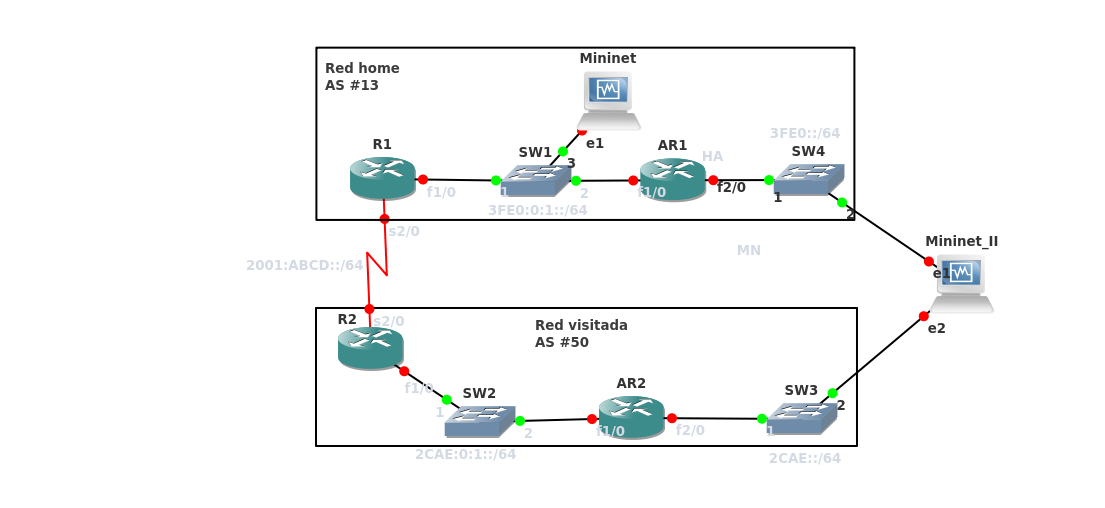 Mininet
Red home
AS #13
e1
3FE0::/64
R1
SW1
AR1
HA
SW4
3
f1/0
1
2
f1/0
f2/0
1
3FE0:0:1::/64
2
s2/0
Mininet_II
MN
2001:ABCD::/64
e1
R2
s2/0
Red visitada
AS #50
e2
f1/0
SW2
AR2
SW3
1
2
2
f1/0
f2/0
1
2CAE:0:1::/64
2CAE::/64